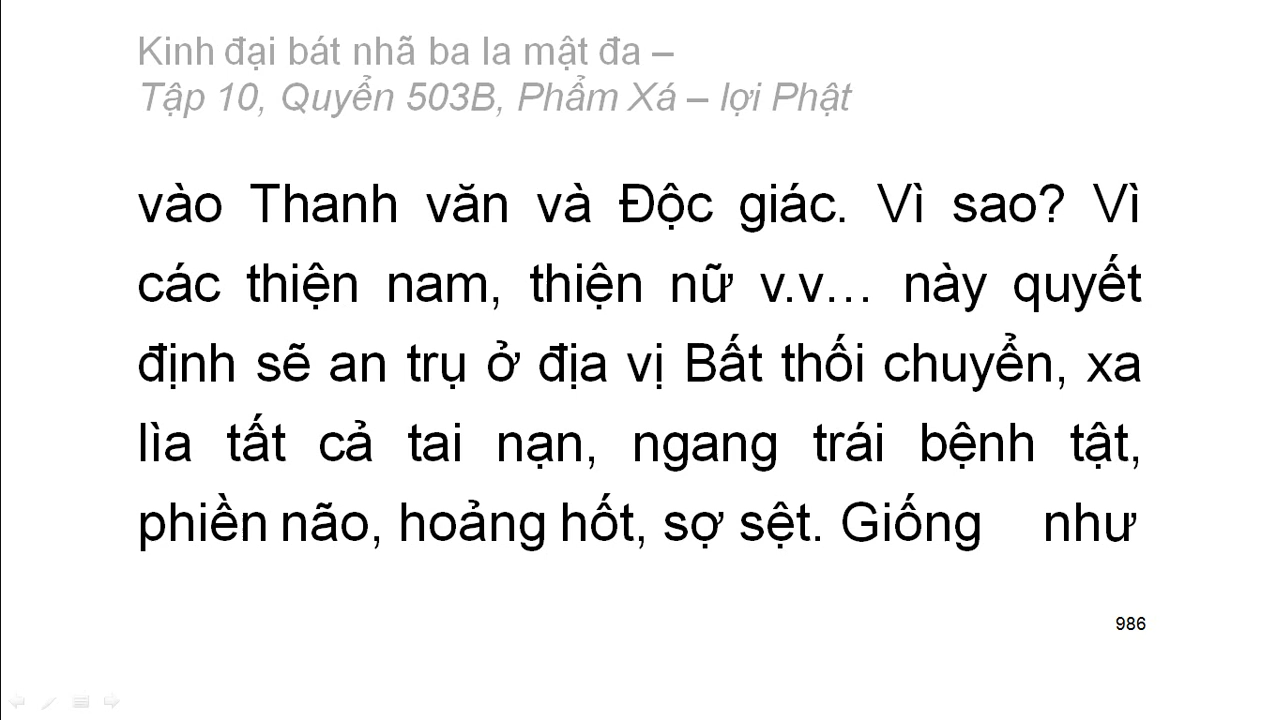 Kinh đại bát nhã ba la mật đa –
Tập 10, Quyển 503B, Phẩm Xá – lợi Phật
vào Thanh văn và Độc giác. Vì sao? Vì
các thiện nam, thiện nữ v.v… này quyết
định sẽ an trụ ở địa vị Bất thối chuyển, xa
lìa tất cả tai nạn, ngang trái bệnh tật,
phiền não, hoảng hốt, sợ sệt. Giống như
986